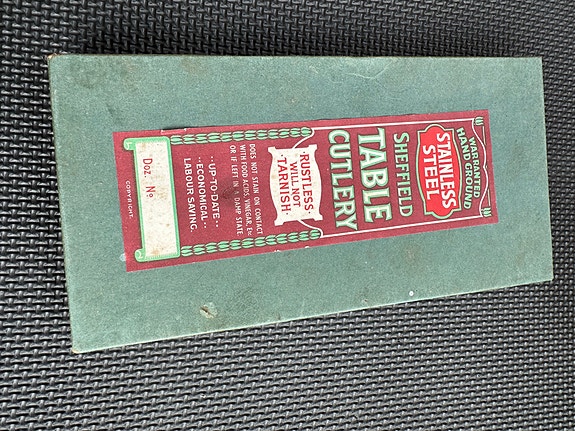 WARRANTED
HAND GROUND
STAINLESS
STEEL
SHEFFIELD
TABLE
CUTLERY
RUSTLESS
WILL NOT
TARNISH
DOES NOT STAIN ON CONTACT
WITH FOOD ACIDS, VINEGAR, Etc.
OR IF LEFT IN A DAMP STATE
··UP-TO-DATE··
··ECONOMICAL··
LABOUR SAVING.
Doz. No
COPYRIGHT.